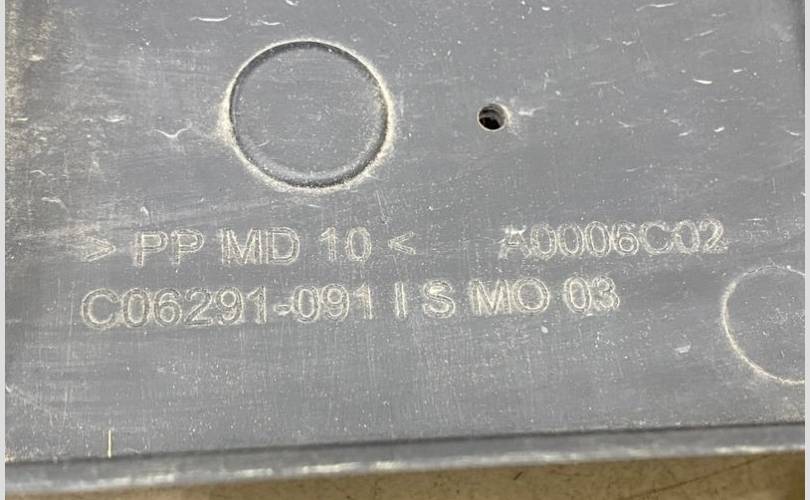 > PP MD 10 < A0006C02
C06291-091 I S MO 03